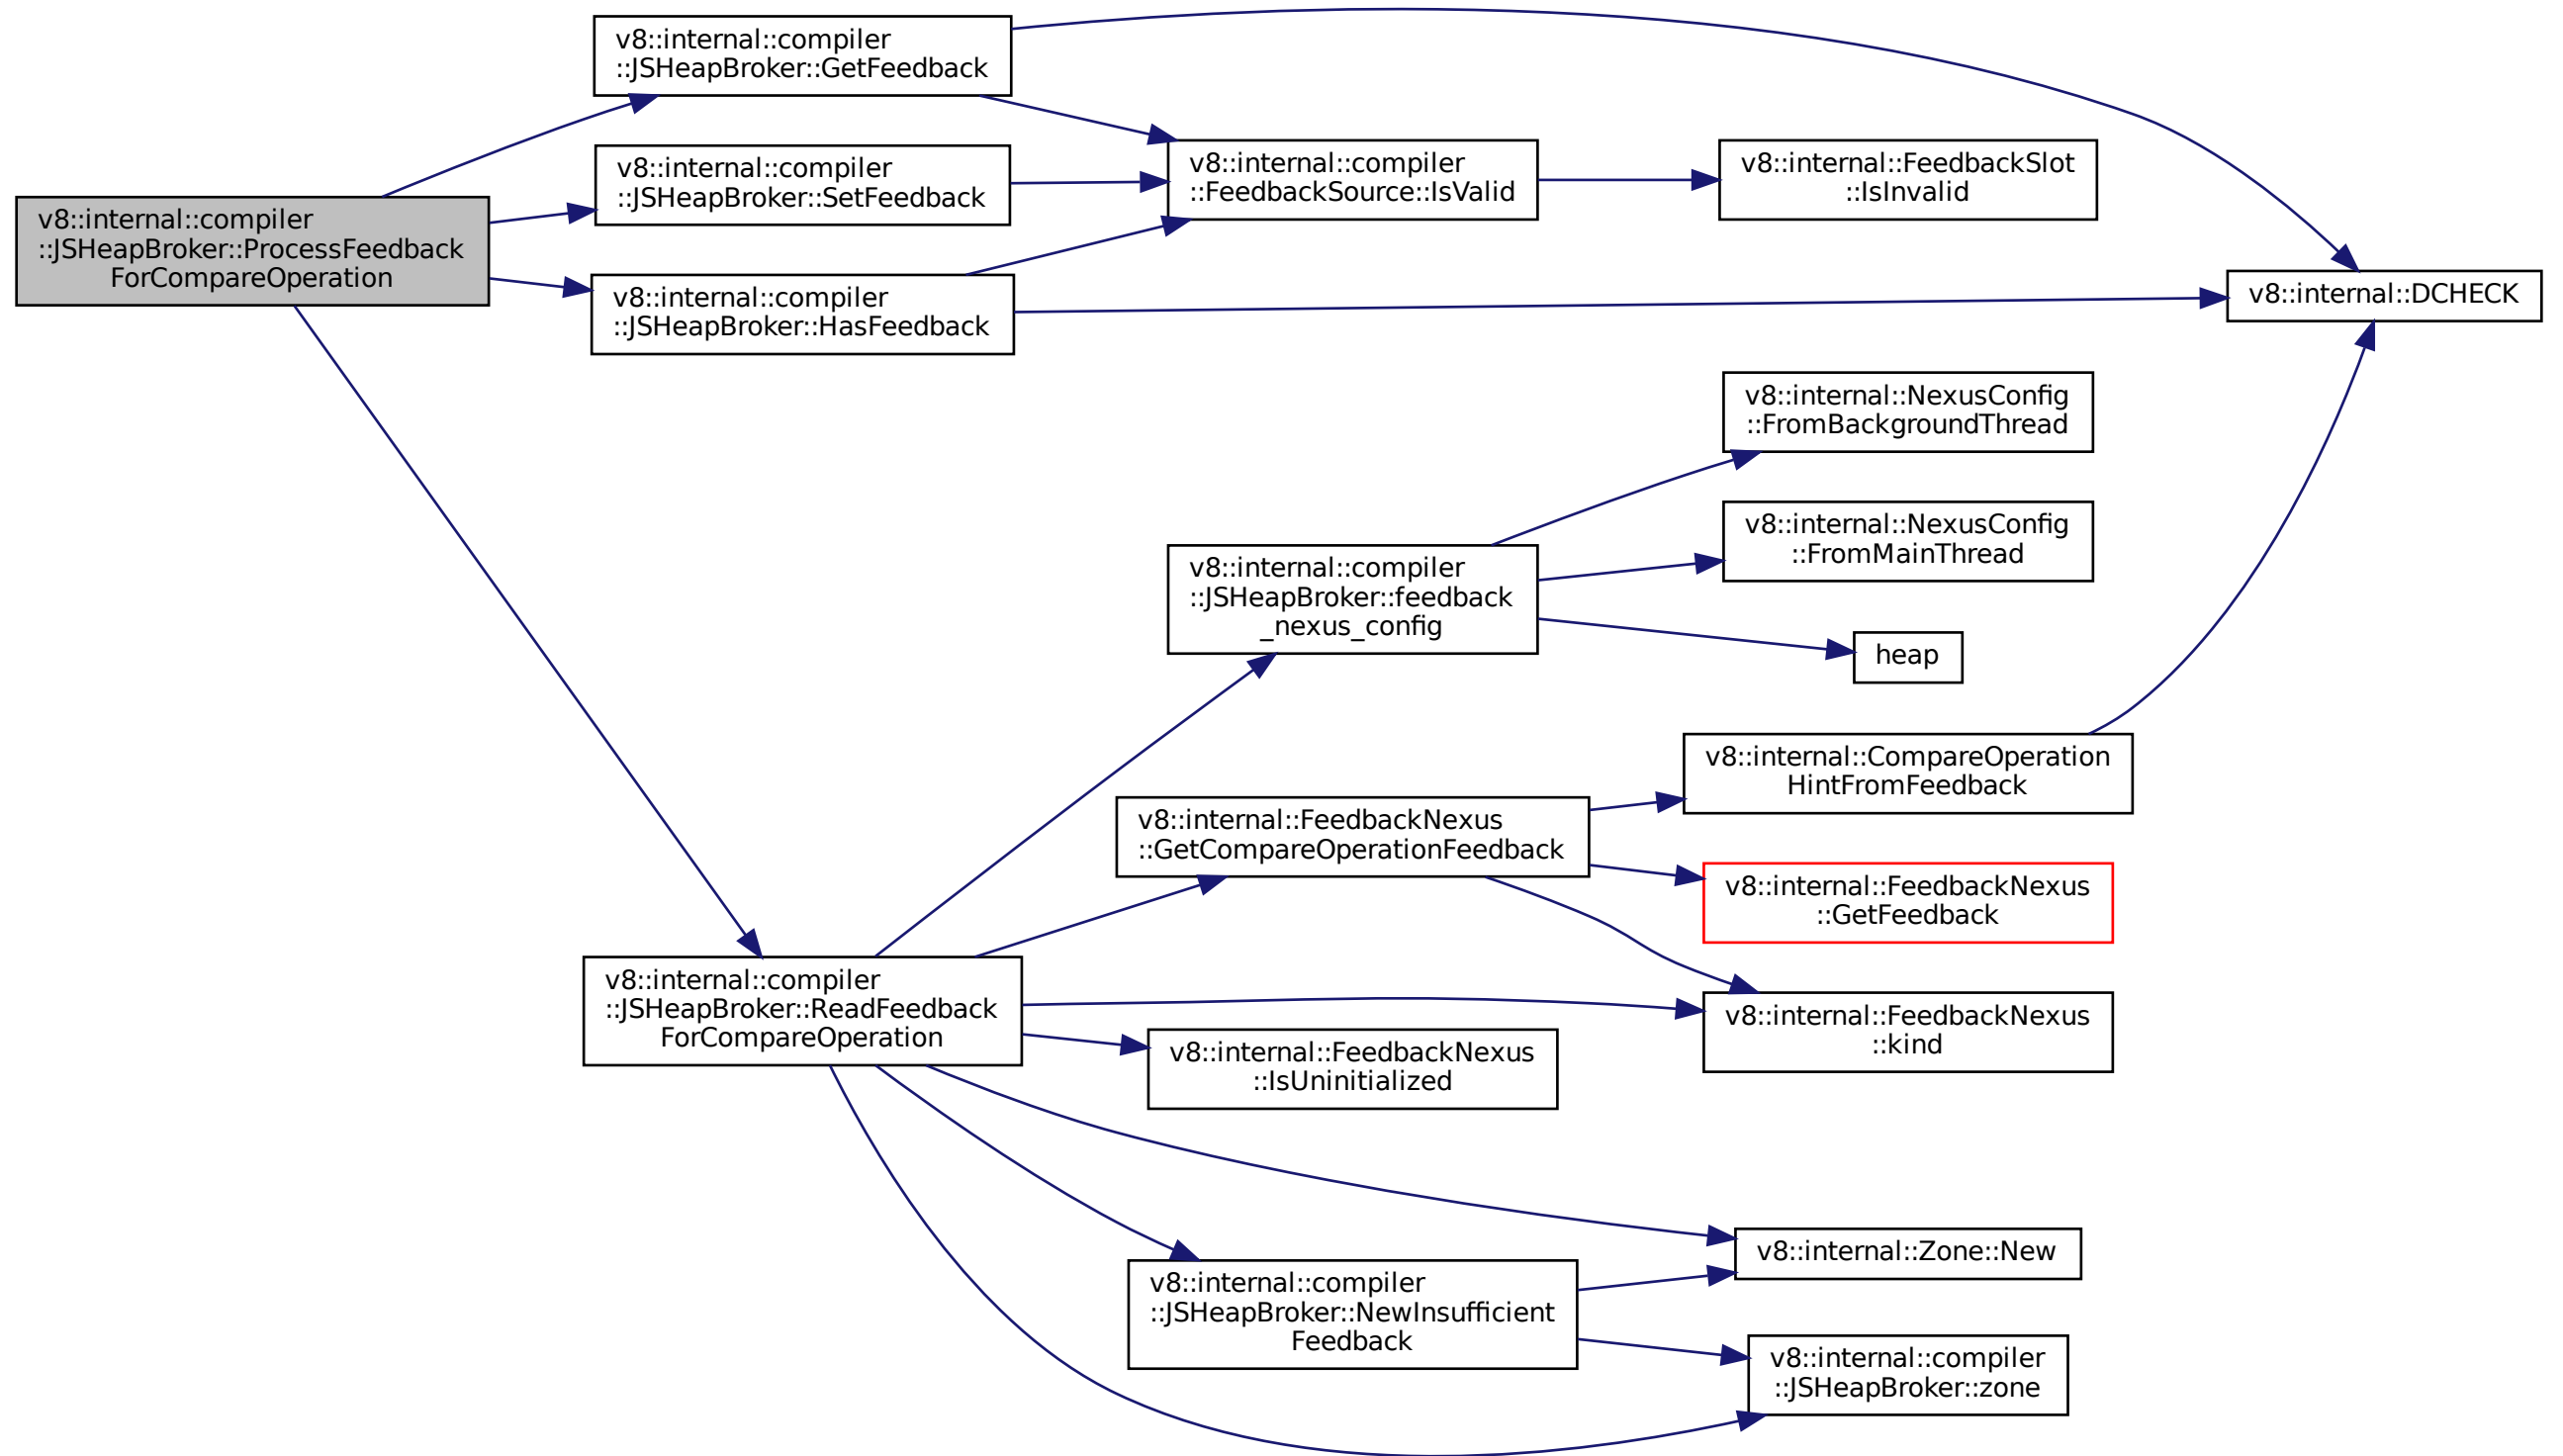 v8::internal::compiler
::JSHeapBroker::ProcessFeedback
ForCompareOperation
v8::internal::compiler
::JSHeapBroker::GetFeedback
v8::internal::compiler
::JSHeapBroker::SetFeedback
v8::internal::compiler
::JSHeapBroker::HasFeedback
v8::internal::compiler
::JSHeapBroker::ReadFeedback
ForCompareOperation
v8::internal::compiler
::FeedbackSource::IsValid
v8::internal::compiler
::JSHeapBroker::feedback
_nexus_config
v8::internal::FeedbackNexus
::GetCompareOperationFeedback
v8::internal::FeedbackNexus
::IsUninitialized
v8::internal::compiler
::JSHeapBroker::NewInsufficient
Feedback
v8::internal::FeedbackSlot
::IsInvalid
v8::internal::NexusConfig
::FromBackgroundThread
v8::internal::NexusConfig
::FromMainThread
heap
v8::internal::CompareOperation
HintFromFeedback
v8::internal::FeedbackNexus
::GetFeedback
v8::internal::FeedbackNexus
::kind
v8::internal::Zone::New
v8::internal::compiler
::JSHeapBroker::zone
v8::internal::DCHECK